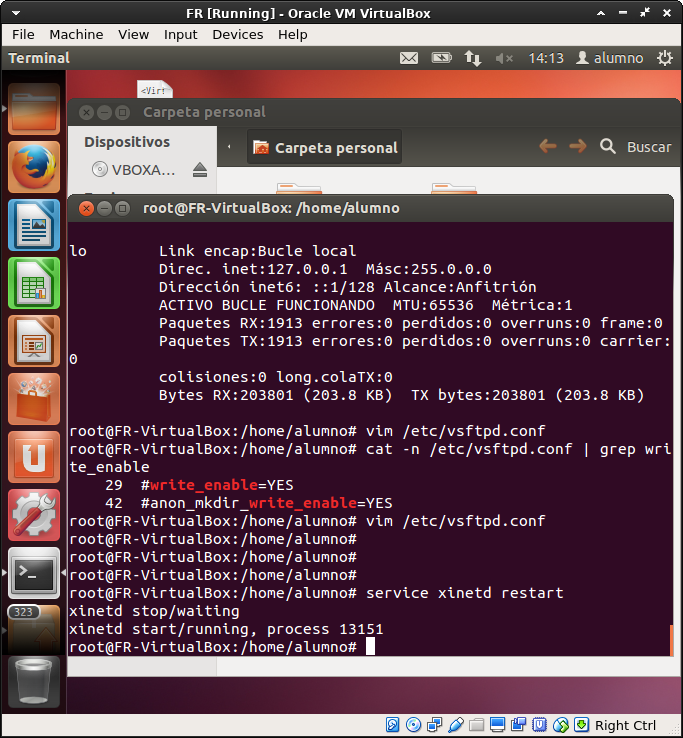 FR [Running] - Oracle VM VirtualBox
File Machine View Input Devices Help
Terminal 14:13 alumno
<Vir
Carpeta personal
Dispositivos
Carpeta personal
Buscar
VBOXA...
root@FR-VirtualBox: /home/alumno
lo Link encap:Bucle local
Direc. inet:127.0.0.1 Másc:255.0.0.0
Dirección inet6: ::1/128 Alcance:Anfitrión
ACTIVO BUCLE FUNCIONANDO MTU:65536 Métrica:1
Paquetes RX:1913 errores:0 perdidos:0 overruns:0 frame:0
Paquetes TX:1913 errores:0 perdidos:0 overruns:0 carrier:
0
colisiones:0 long.colaTX:0
Bytes RX:203801 (203.8 KB) TX bytes:203801 (203.8 KB)
root@FR-VirtualBox:/home/alumno# vim /etc/vsftpd.conf
root@FR-VirtualBox:/home/alumno# cat -n /etc/vsftpd.conf | grep wri
te_enable
29 #write_enable=YES
42 #anon_mkdir_write_enable=YES
root@FR-VirtualBox:/home/alumno# vim /etc/vsftpd.conf
root@FR-VirtualBox:/home/alumno#
root@FR-VirtualBox:/home/alumno#
root@FR-VirtualBox:/home/alumno#
root@FR-VirtualBox:/home/alumno# service xinetd restart
xinetd stop/waiting
xinetd start/running, process 13151
root@FR-VirtualBox:/home/alumno#
323
Right Ctrl